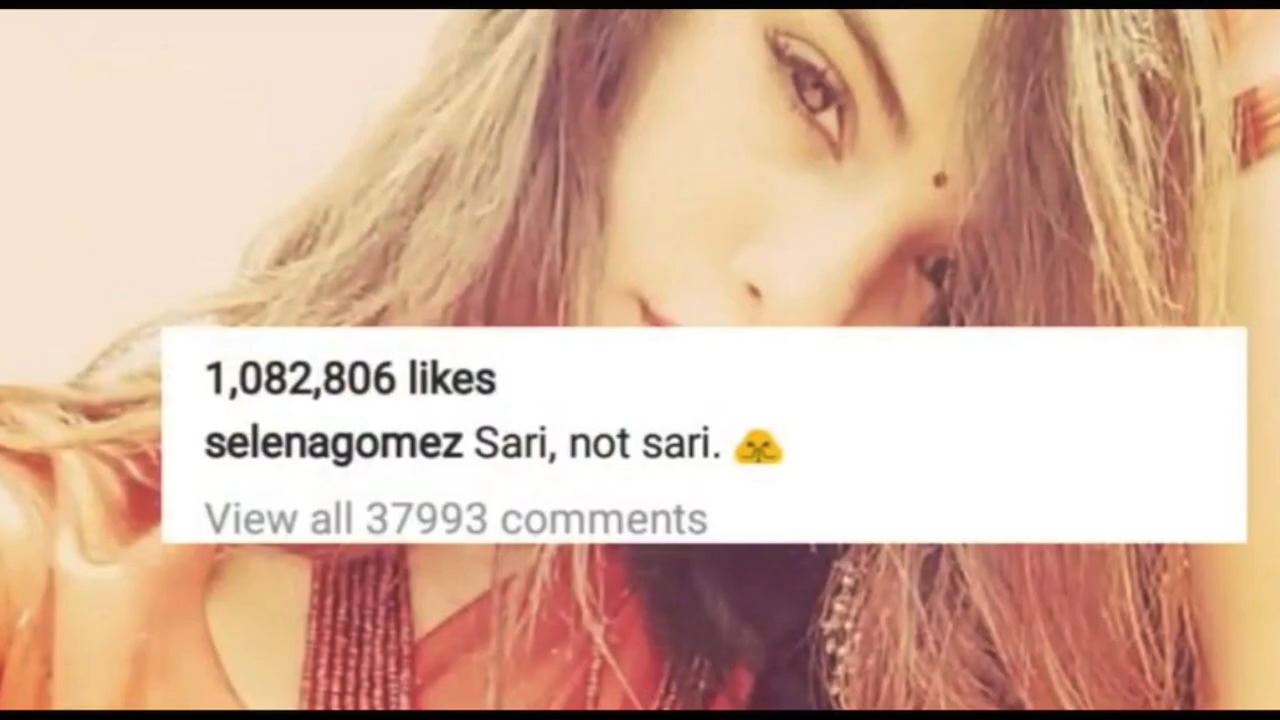 1,082,806 likes
selenagomez Sari, not sari.
View all 37993 comments